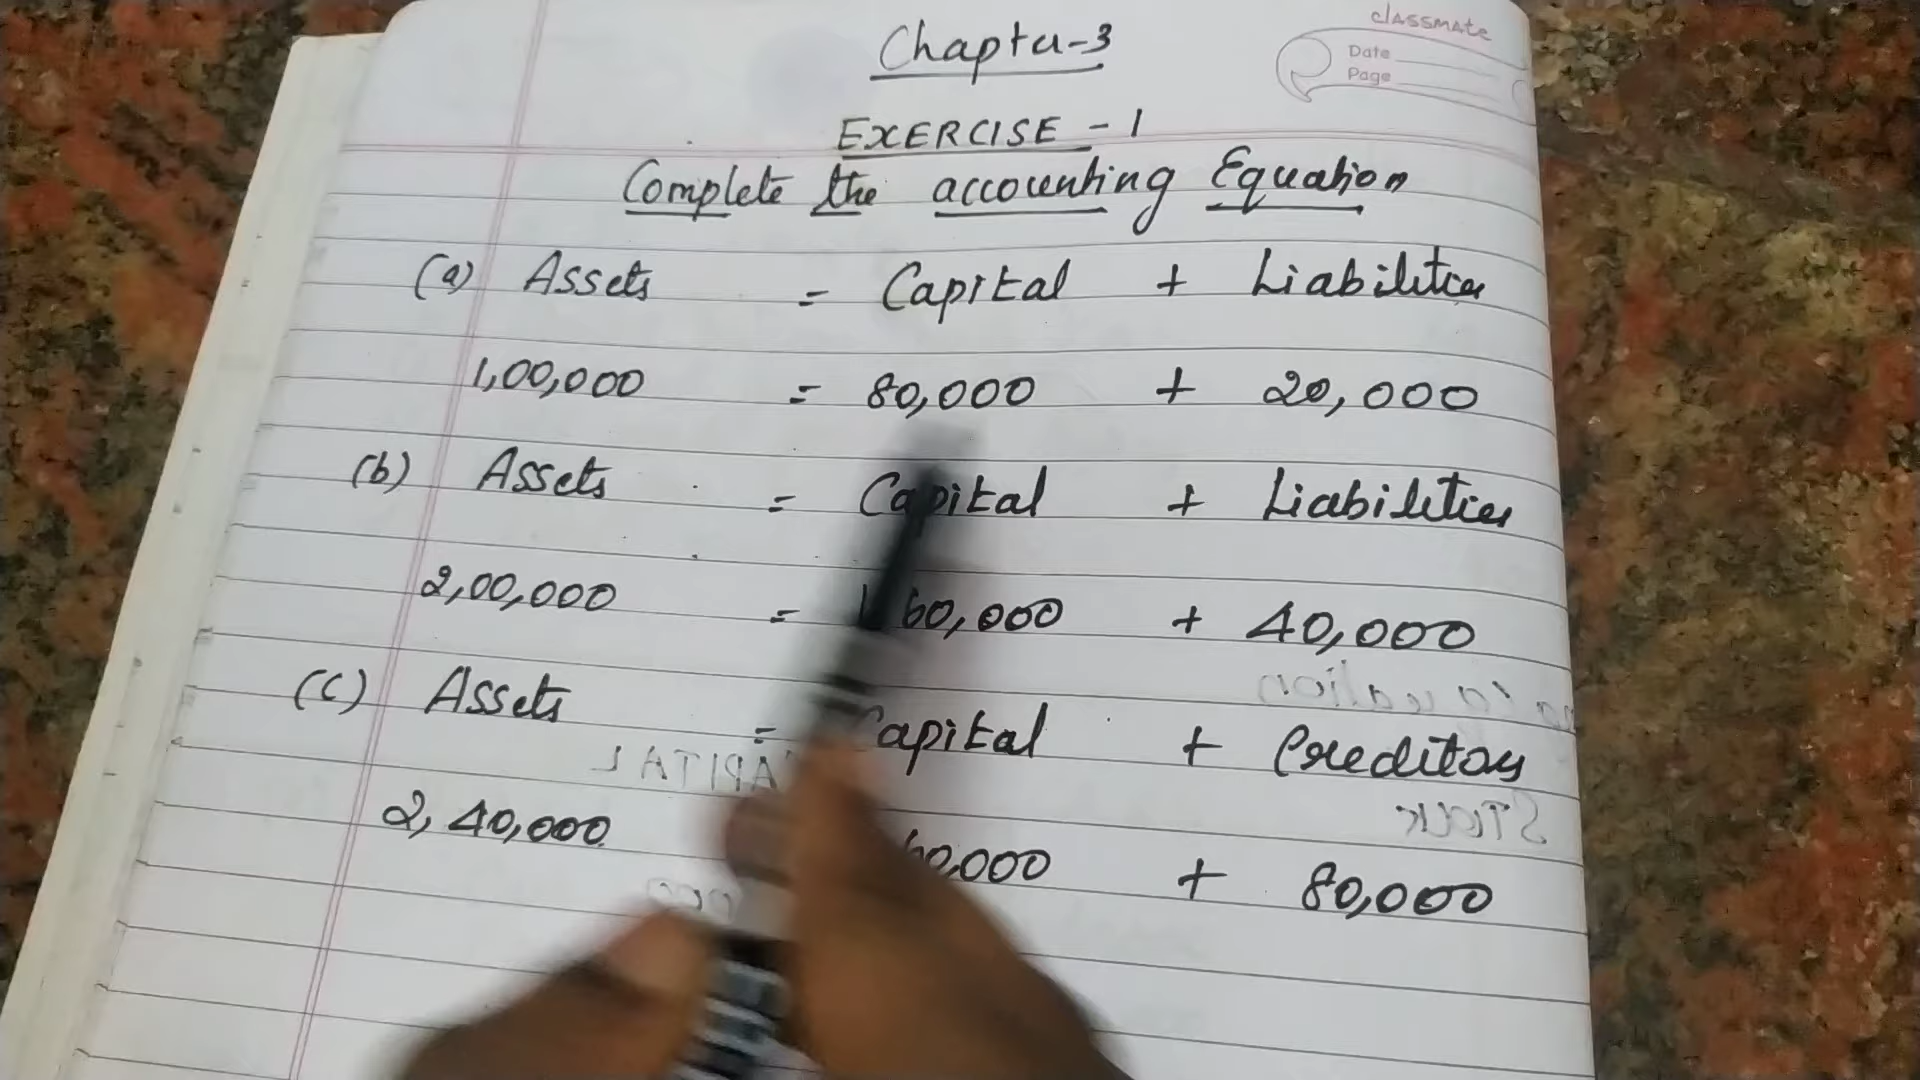 classmate
Date
Page
Chapter-3
EXERCISE - 1
Complete the accounting Equation
(a) Assets = Capital + Liabilities
1,00,000 = 80,000 + 20,000
(b) Assets = Capital + Liabilities
2,00,000 = 60,000 + 40,000
(c) Assets = Capital + Creditors
2,40,000 60,000 + 80,000